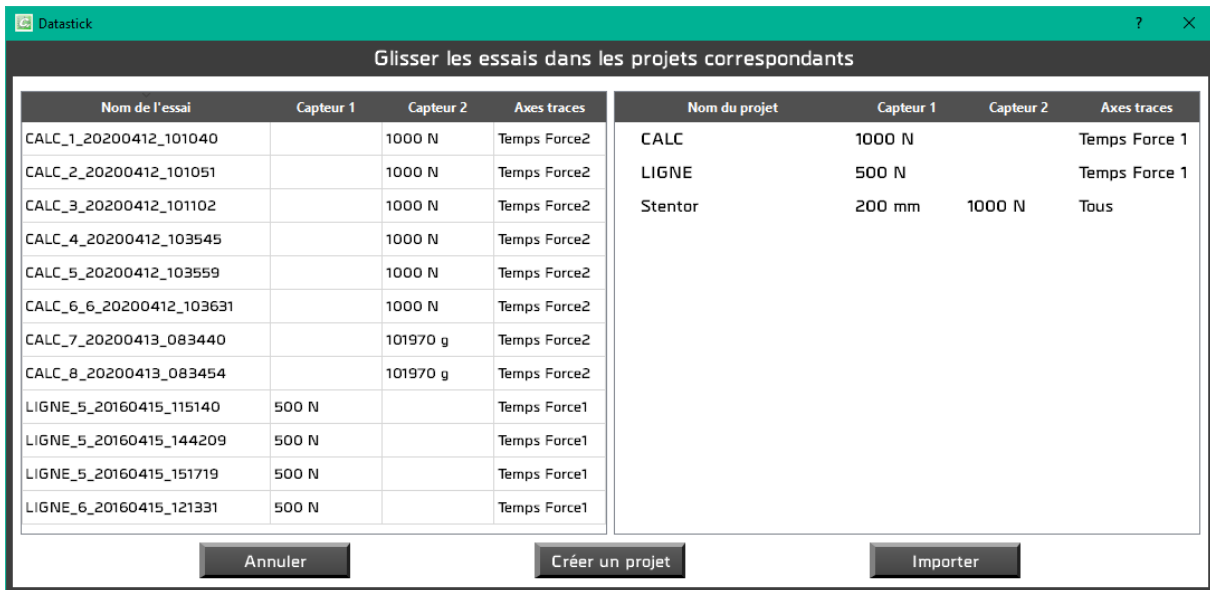 Datastick ? ×
Glisser les essais dans les projets correspondants
Nom de l'essai Capteur 1 Capteur 2 Axes traces
CALC_1_20200412_101040 1000 N Temps Force2
CALC_2_20200412_101051 1000 N Temps Force2
CALC_3_20200412_101102 1000 N Temps Force2
CALC_4_20200412_103545 1000 N Temps Force2
CALC_5_20200412_103559 1000 N Temps Force2
CALC_6_6_20200412_103631 1000 N Temps Force2
CALC_7_20200413_083440 101970 g Temps Force2
CALC_8_20200413_083454 101970 g Temps Force2
LIGNE_5_20160415_115140 500 N Temps Force1
LIGNE_5_20160415_144209 500 N Temps Force1
LIGNE_5_20160415_151719 500 N Temps Force1
LIGNE_6_20160415_121331 500 N Temps Force1
Nom du projet Capteur 1 Capteur 2 Axes traces
CALC 1000 N Temps Force 1
LIGNE 500 N Temps Force 1
Stentor 200 mm 1000 N Tous
Annuler Créer un projet Importer